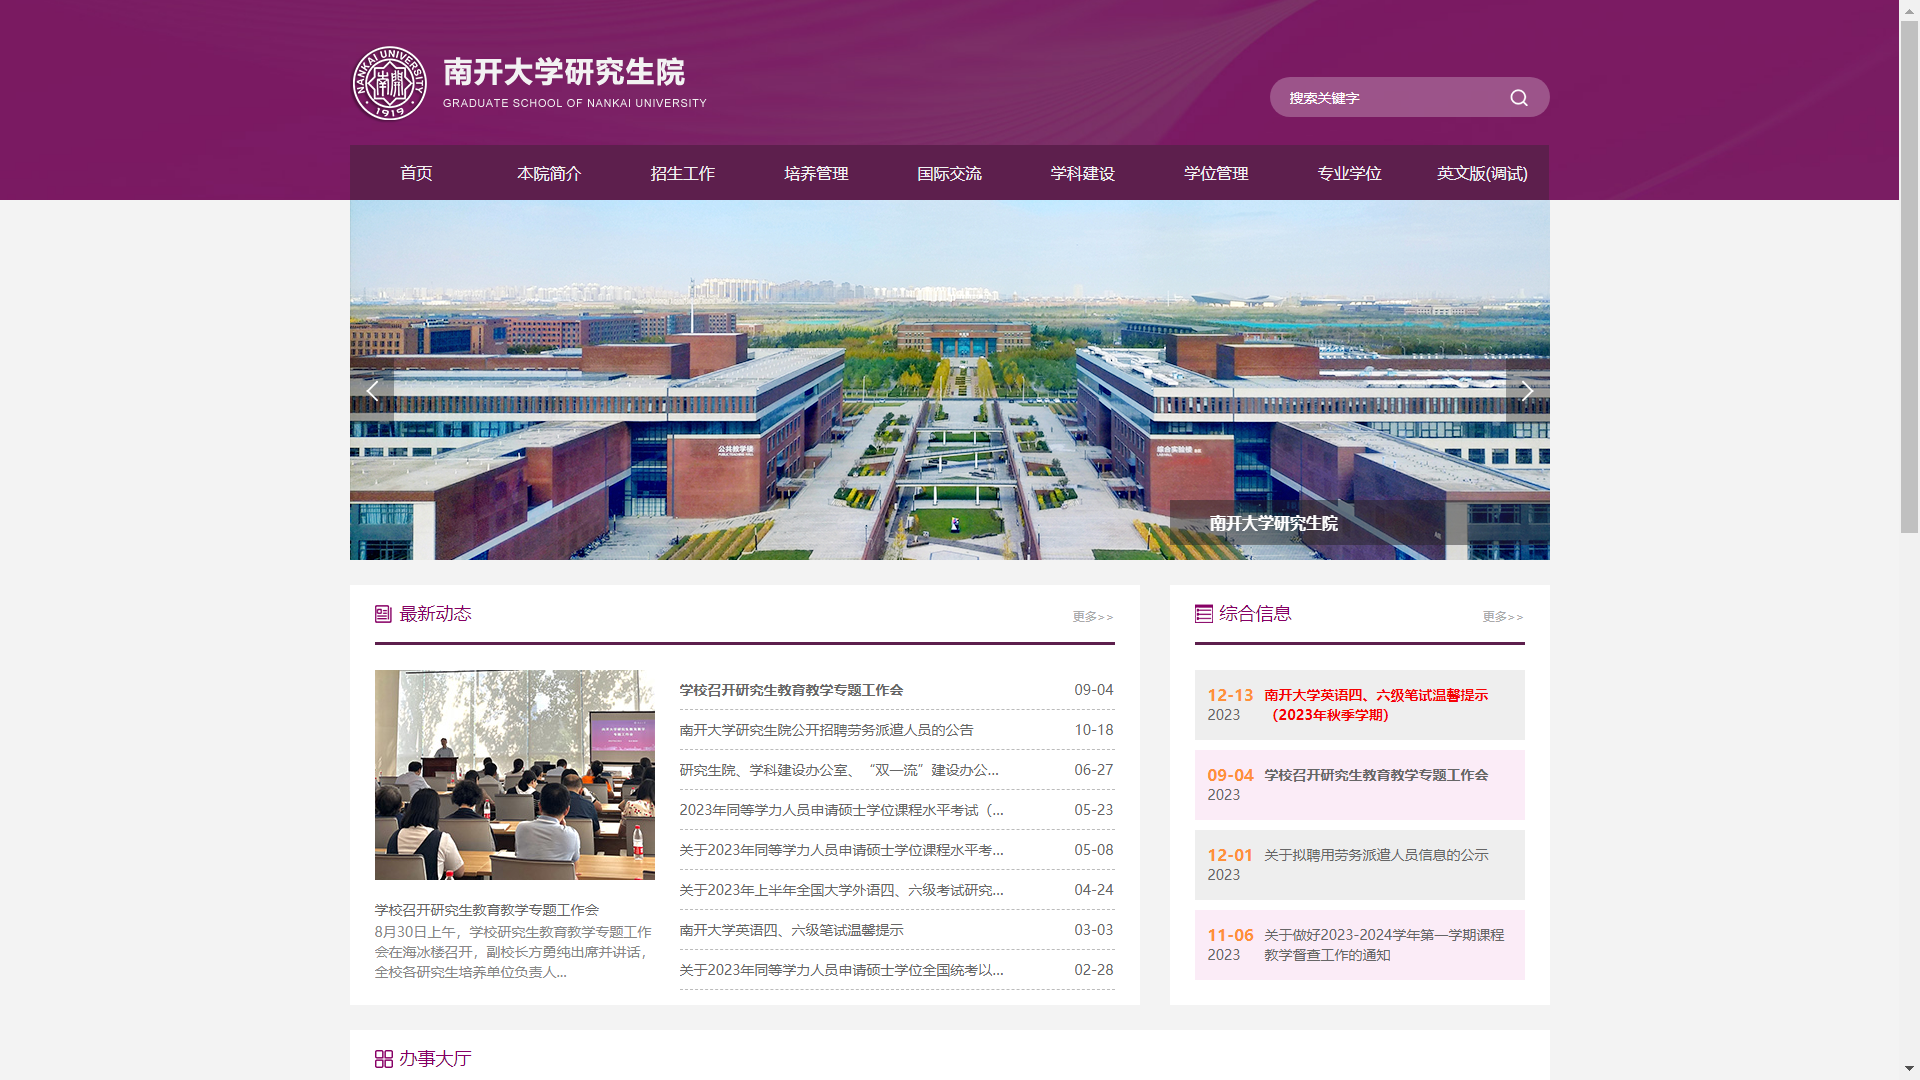 南开大学研究生院
GRADUATE SCHOOL OF NANKAI UNIVERSITY
NANKAI UNIVERSITY
南開
1919
搜索关键字
首页 本院简介 招生工作 培养管理 国际交流 学科建设 学位管理 专业学位 英文版(调试)
公共教学楼
综合实验楼
南开大学研究生院
最新动态 更多>>
学校召开研究生教育教学专题工作会
8月30日上午，学校研究生教育教学专题工作
会在海冰楼召开，副校长方勇纯出席并讲话，
全校各研究生培养单位负责人...
学校召开研究生教育教学专题工作会 09-04
南开大学研究生院公开招聘劳务派遣人员的公告 10-18
研究生院、学科建设办公室、“双一流”建设办公... 06-27
2023年同等学力人员申请硕士学位课程水平考试（... 05-23
关于2023年同等学力人员申请硕士学位课程水平考... 05-08
关于2023年上半年全国大学外语四、六级考试研究... 04-24
南开大学英语四、六级笔试温馨提示 03-03
关于2023年同等学力人员申请硕士学位全国统考以... 02-28
综合信息 更多>>
12-13 南开大学英语四、六级笔试温馨提示
2023 （2023年秋季学期）
09-04 学校召开研究生教育教学专题工作会
2023
12-01 关于拟聘用劳务派遣人员信息的公示
2023
11-06 关于做好2023-2024学年第一学期课程
2023 教学督查工作的通知
办事大厅